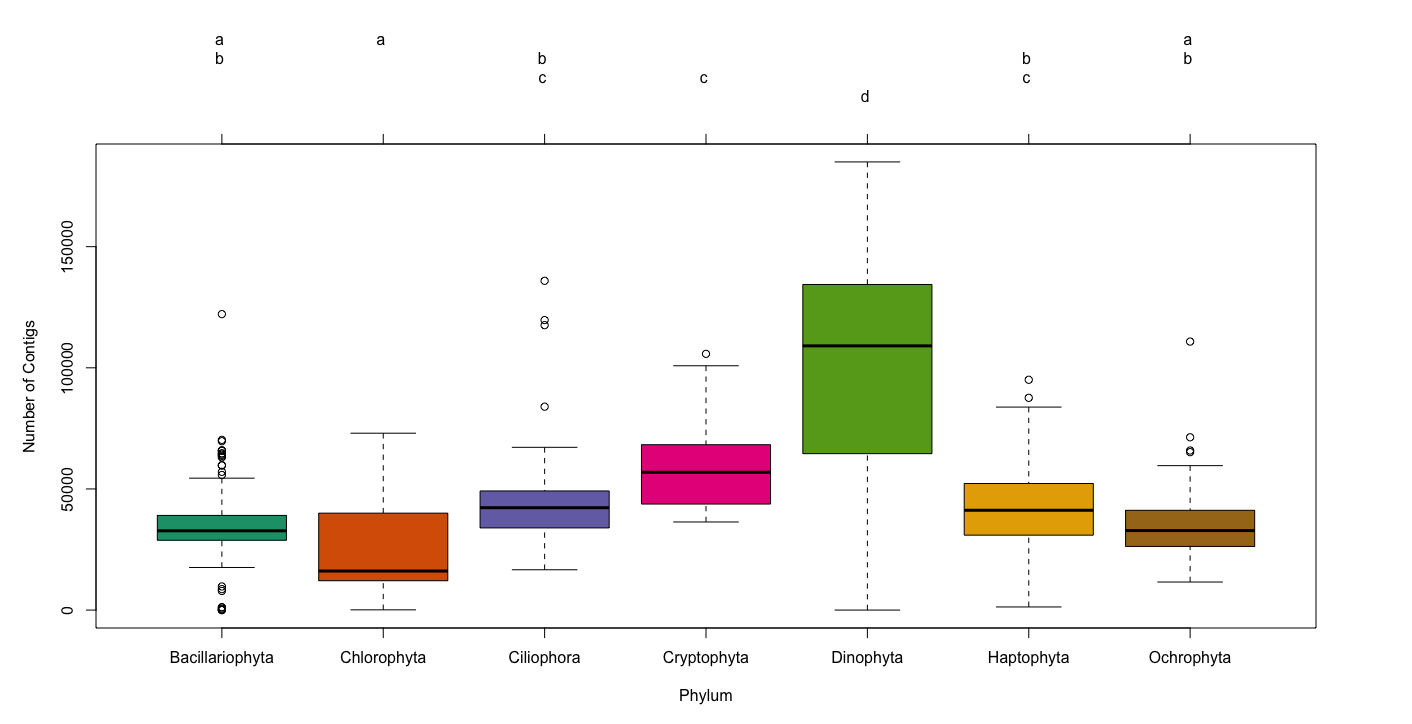 a a a
b b b b
c c c
d
150000
100000
50000
0
Number of Contigs
Bacillariophyta Chlorophyta Ciliophora Cryptophyta Dinophyta Haptophyta Ochrophyta
Phylum